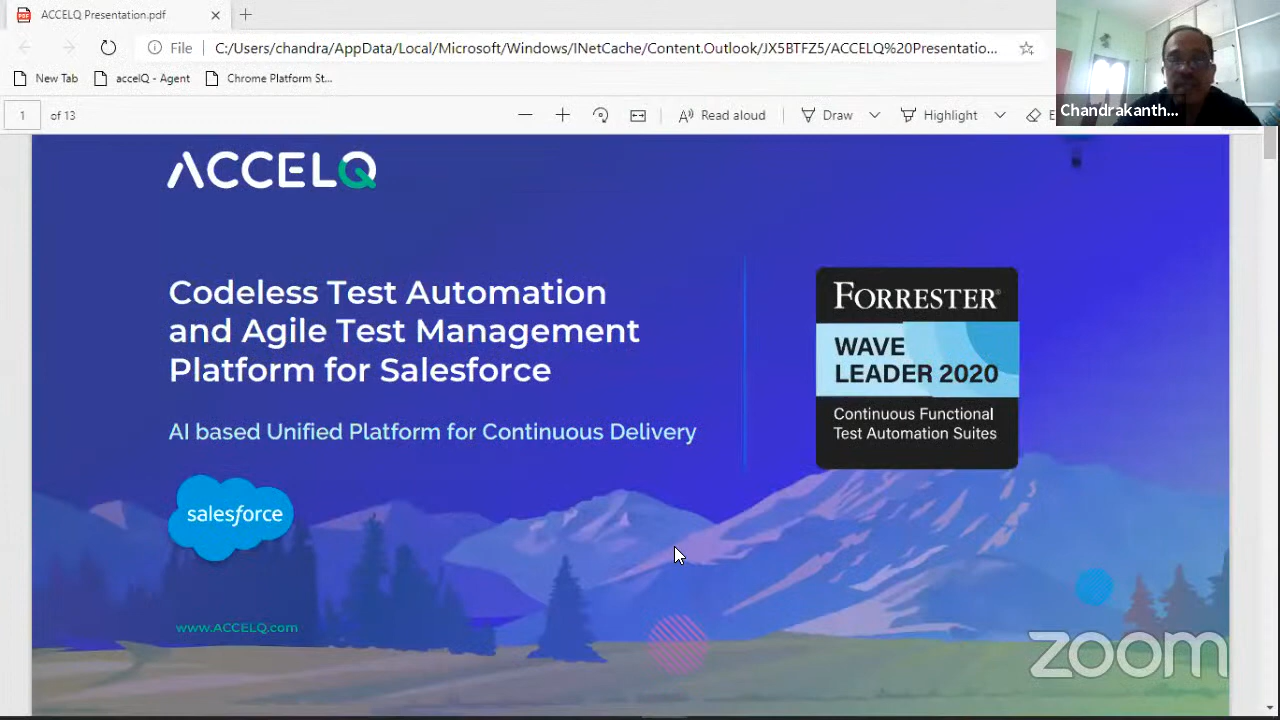 ACCELQ Presentation.pdf
File
C:/Users/chandra/AppData/Local/Microsoft/Windows/INetCache/Content.Outlook/JX5BTFZ5/ACCELQ%20Presentatio...
New Tab
accelQ - Agent
Chrome Platform St...
1 of 13
Read aloud
Draw
Highlight
E
Chandrakanth...
ACCELQ
Codeless Test Automation
and Agile Test Management
Platform for Salesforce
AI based Unified Platform for Continuous Delivery
salesforce
www.ACCELQ.com
FORRESTER®
WAVE
LEADER 2020
Continuous Functional
Test Automation Suites
zoom